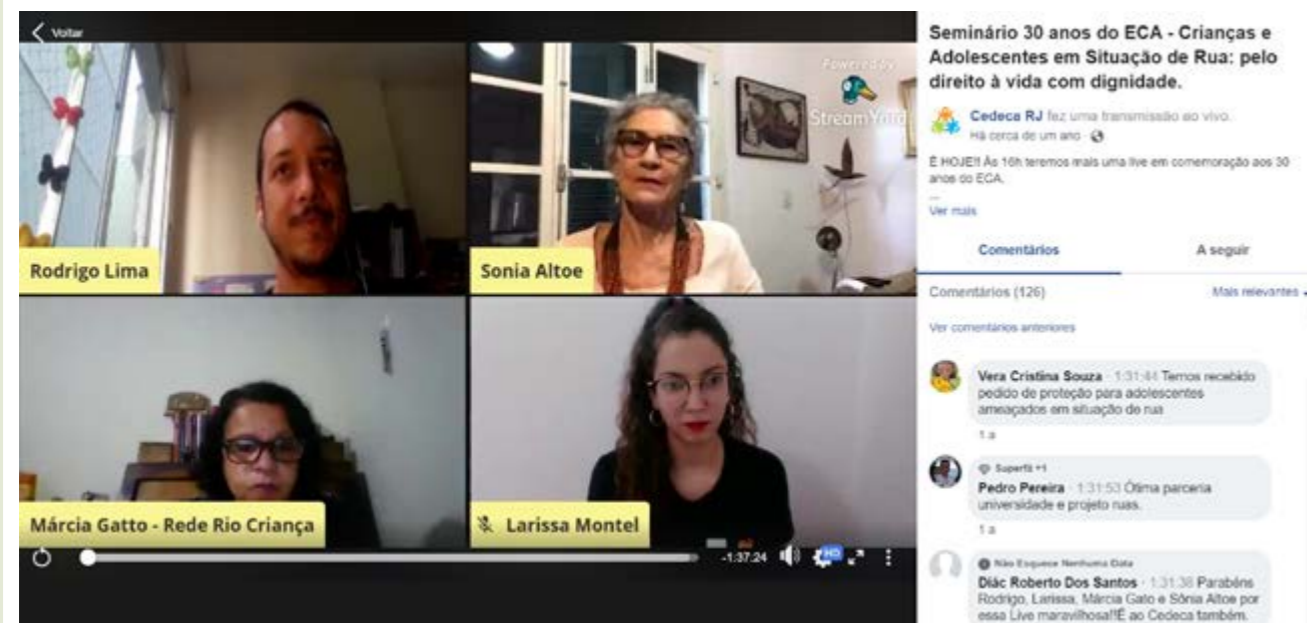 Voltar
Powered by
StreamYard
Rodrigo Lima
Sonia Altoe
Márcia Gatto - Rede Rio Criança
Larissa Montel
-1:37:24
HD
Seminário 30 anos do ECA - Crianças e
Adolescentes em Situação de Rua: pelo
direito à vida com dignidade.
Cedeca RJ fez uma transmissão ao vivo.
Há cerca de um ano ·
É HOJE!! Às 16h teremos mais uma live em comemoração aos 30
anos do ECA.
...
Ver mais
Comentários
A seguir
Comentários (126)
Mais relevantes
Ver comentários anteriores
Vera Cristina Souza · 1:31:44 Temos recebido
pedido de proteção para adolescentes
ameaçados em situação de rua
1 a
Superfã +1
Pedro Pereira · 1:31:53 Ótima parceria
universidade e projeto ruas.
1 a
Não Esquece Nenhuma Data
Diác Roberto Dos Santos · 1:31:38 Parabéns
Rodrigo, Larissa, Márcia Gato e Sônia Altoe por
essa Live maravilhosa!!É ao Cedeca também.